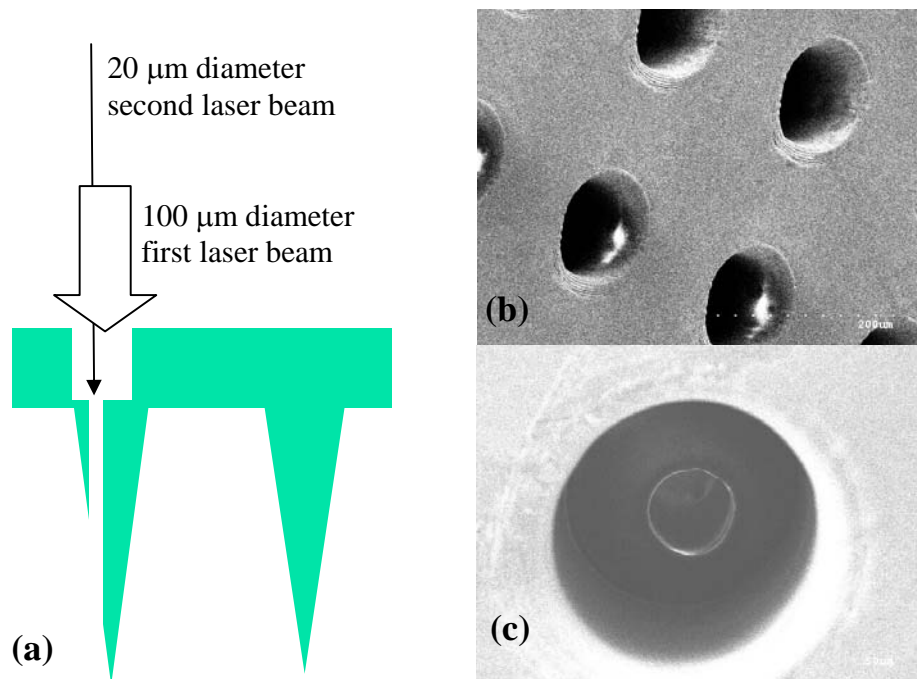 20 μm diameter
second laser beam
100 μm diameter
first laser beam
(a)
(b)
200um
(c)